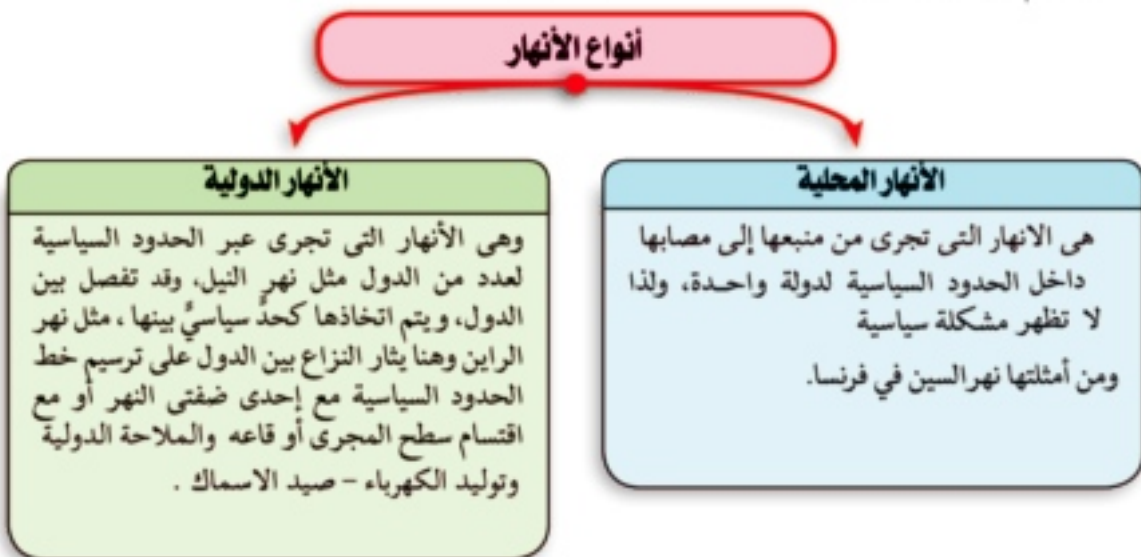 أنواع الأنهار
الأنهار المحلية
هى الانهار التى تجرى من منبعها إلى مصابها
داخل الحدود السياسية لدولة واحدة، ولذا
لا تظهر مشكلة سياسية
ومن أمثلتها نهر السين في فرنسا.
الأنهار الدولية
وهى الأنهار التى تجرى عبر الحدود السياسية
لعدد من الدول مثل نهر النيل، وقد تفصل بين
الدول، ويتم اتخاذها كحدٍّ سياسيٌّ بينها، مثل نهر
الراين وهنا يثار النزاع بين الدول على ترسيم خط
الحدود السياسية مع إحدى ضفتى النهر أو مع
اقتسام سطح المجرى أو قاعه والملاحة الدولية
وتوليد الكهرباء – صيد الاسماك .